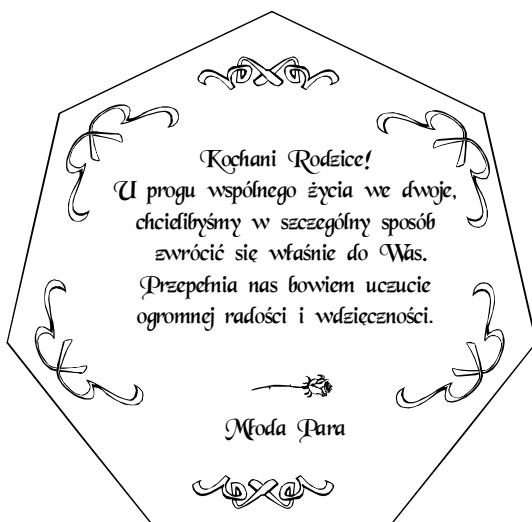 Kochani Rodzice!
U progu wspólnego życia we dwoje,
chcielibyśmy w szczególny sposób
zwrócić się właśnie do Was.
Przepełnia nas bowiem uczucie
ogromnej radości i wdzięczności.
Młoda Para